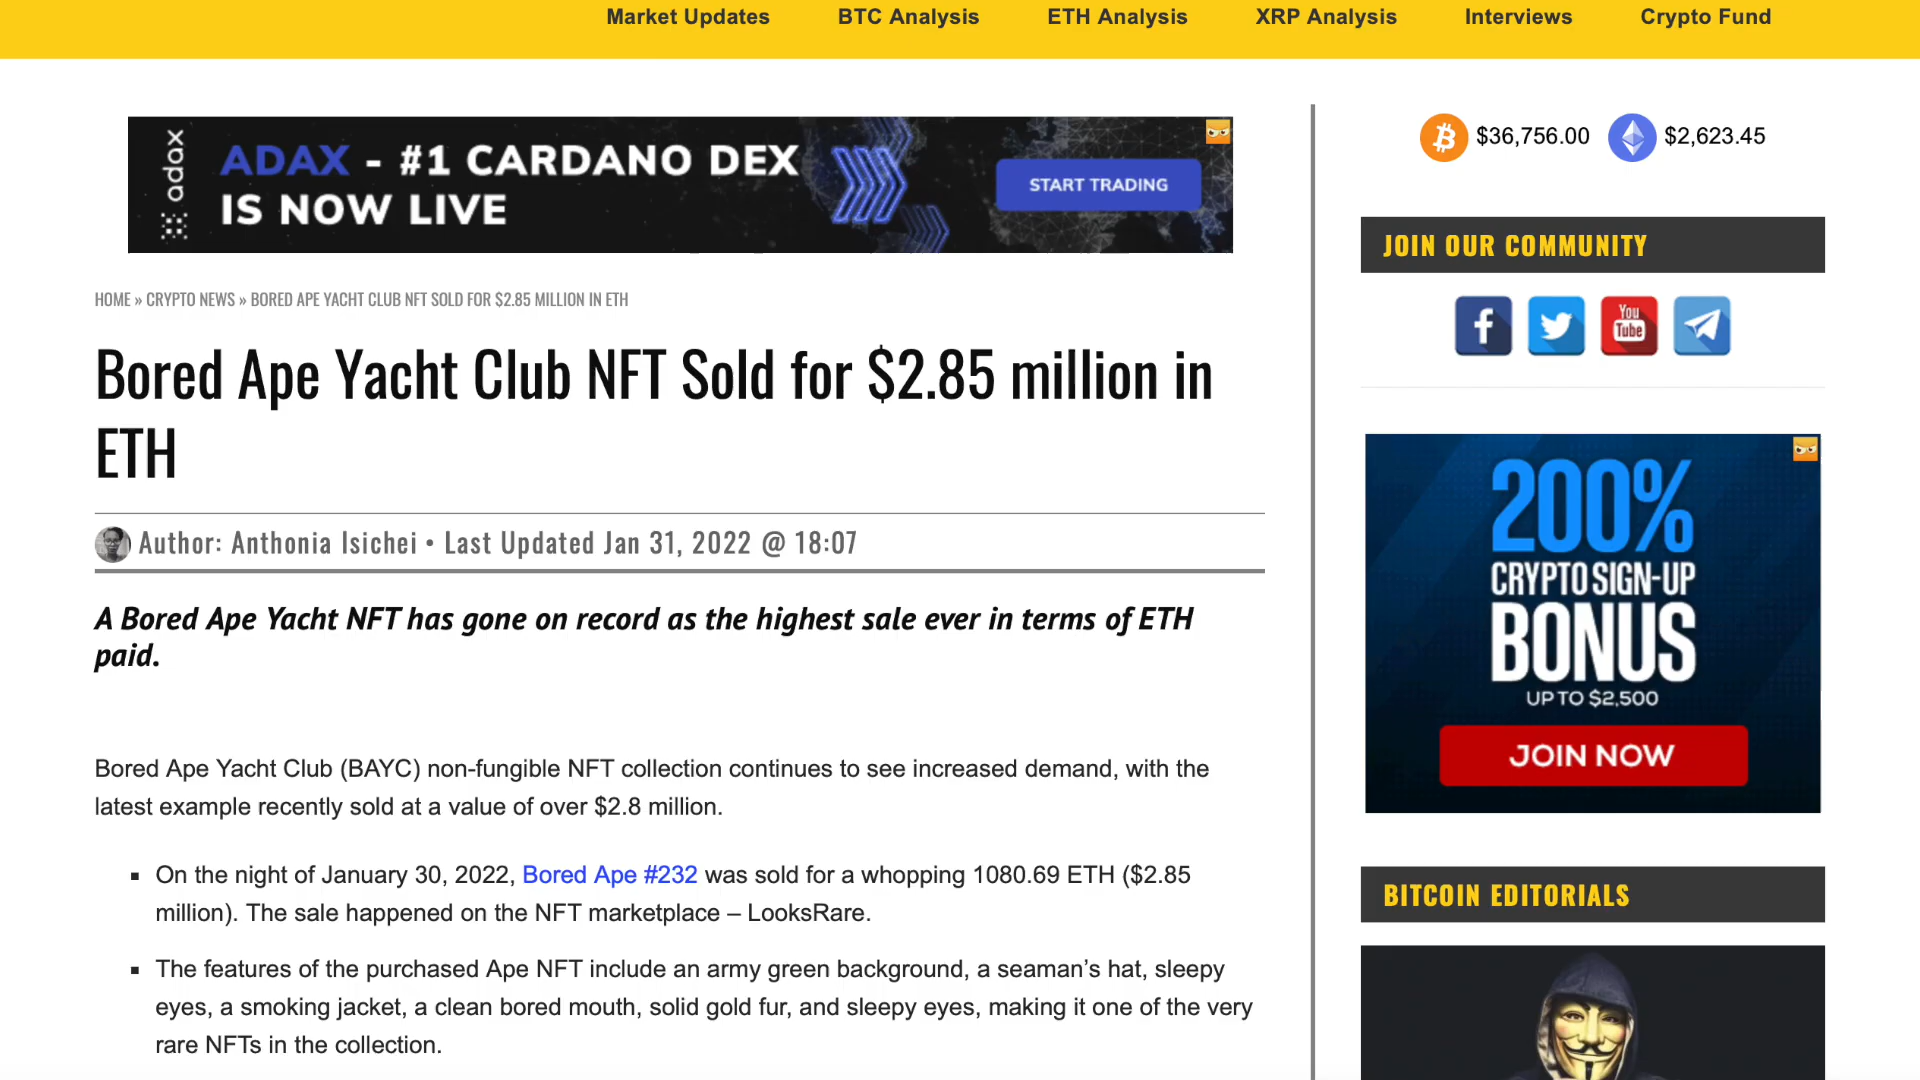 Market Updates BTC Analysis ETH Analysis XRP Analysis Interviews Crypto Fund
adax
ADAX - #1 CARDANO DEX
IS NOW LIVE
START TRADING
$36,756.00 $2,623.45
JOIN OUR COMMUNITY
You
Tube
HOME » CRYPTO NEWS » BORED APE YACHT CLUB NFT SOLD FOR $2.85 MILLION IN ETH
Bored Ape Yacht Club NFT Sold for $2.85 million in
ETH
Author: Anthonia Isichei • Last Updated Jan 31, 2022 @ 18:07
A Bored Ape Yacht NFT has gone on record as the highest sale ever in terms of ETH
paid.
Bored Ape Yacht Club (BAYC) non-fungible NFT collection continues to see increased demand, with the
latest example recently sold at a value of over $2.8 million.
▪ On the night of January 30, 2022, Bored Ape #232 was sold for a whopping 1080.69 ETH ($2.85
million). The sale happened on the NFT marketplace – LooksRare.
▪ The features of the purchased Ape NFT include an army green background, a seaman’s hat, sleepy
eyes, a smoking jacket, a clean bored mouth, solid gold fur, and sleepy eyes, making it one of the very
rare NFTs in the collection.
200%
CRYPTO SIGN-UP
BONUS
UP TO $2,500
JOIN NOW
BITCOIN EDITORIALS